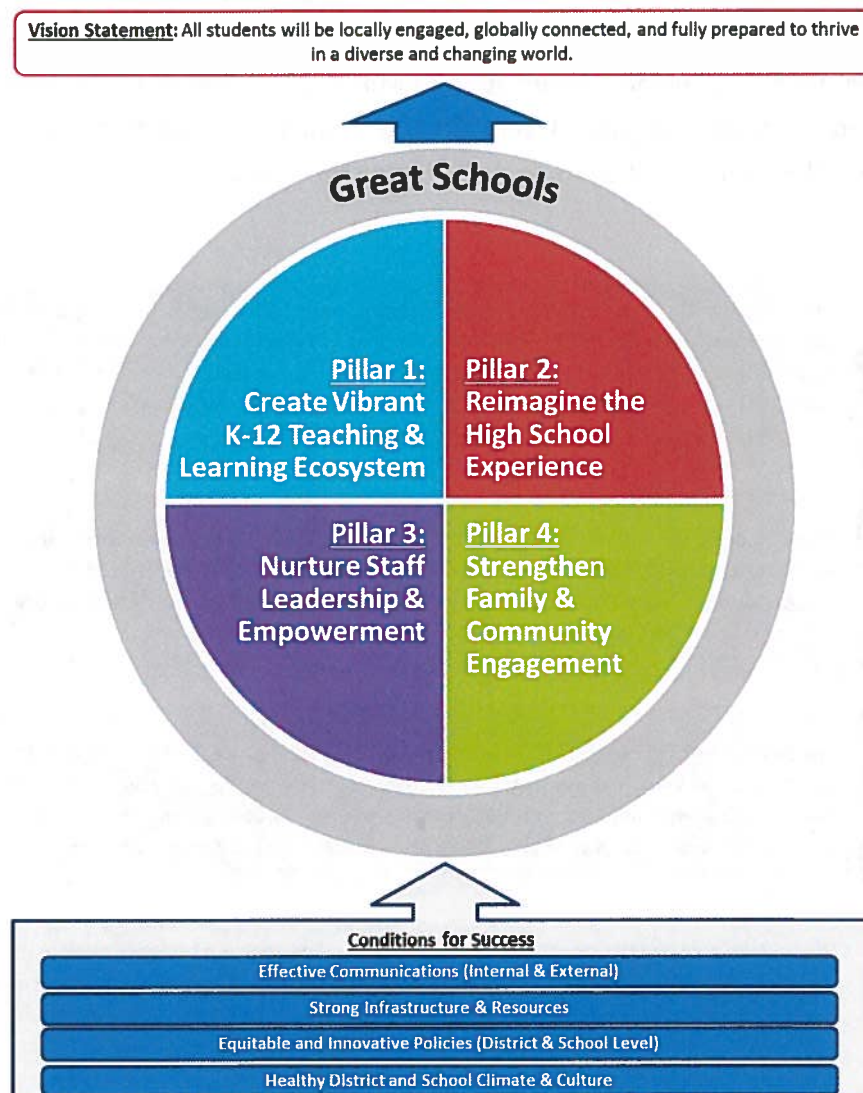 Vision Statement: All students will be locally engaged, globally connected, and fully prepared to thrive
in a diverse and changing world.
Great Schools
Pillar 1:
Create Vibrant
K-12 Teaching &
Learning Ecosystem
Pillar 2:
Reimagine the
High School
Experience
Pillar 3:
Nurture Staff
Leadership &
Empowerment
Pillar 4:
Strengthen
Family &
Community
Engagement
Conditions for Success
Effective Communications (Internal & External)
Strong Infrastructure & Resources
Equitable and Innovative Policies (District & School Level)
Healthy District and School Climate & Culture